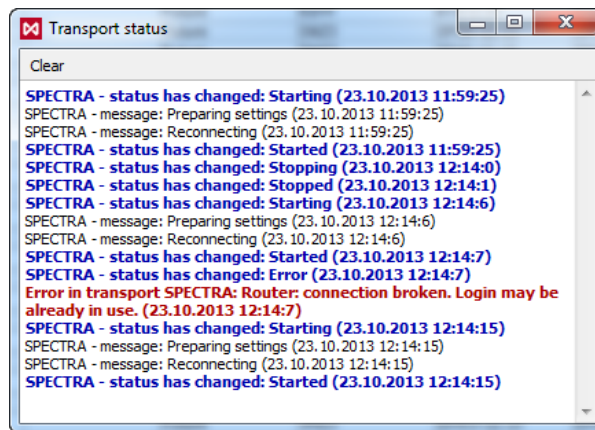 Transport status
Clear
SPECTRA - status has changed: Starting (23.10.2013 11:59:25)
SPECTRA - message: Preparing settings (23.10.2013 11:59:25)
SPECTRA - message: Reconnecting (23.10.2013 11:59:25)
SPECTRA - status has changed: Started (23.10.2013 11:59:25)
SPECTRA - status has changed: Stopping (23.10.2013 12:14:0)
SPECTRA - status has changed: Stopped (23.10.2013 12:14:1)
SPECTRA - status has changed: Starting (23.10.2013 12:14:6)
SPECTRA - message: Preparing settings (23.10.2013 12:14:6)
SPECTRA - message: Reconnecting (23.10.2013 12:14:6)
SPECTRA - status has changed: Started (23.10.2013 12:14:7)
SPECTRA - status has changed: Error (23.10.2013 12:14:7)
Error in transport SPECTRA: Router: connection broken. Login may be
already in use. (23.10.2013 12:14:7)
SPECTRA - status has changed: Starting (23.10.2013 12:14:15)
SPECTRA - message: Preparing settings (23.10.2013 12:14:15)
SPECTRA - message: Reconnecting (23.10.2013 12:14:15)
SPECTRA - status has changed: Started (23.10.2013 12:14:15)